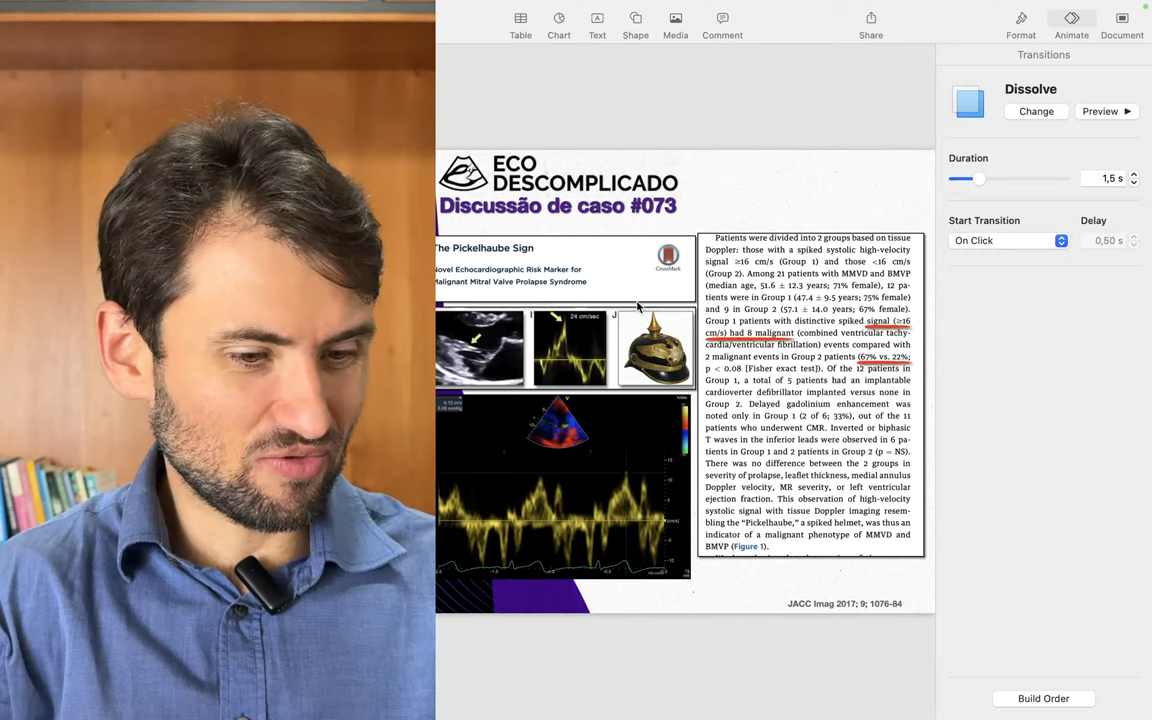 Table
Chart
Text
Shape
Media
Comment
Share
Format
Animate
Document
Transitions
Dissolve
Change
Preview
Duration
1,5 s
Start Transition
Delay
On Click
0,50 s
Build Order
ECO
DESCOMPLICADO
Discussão de caso #073
The Pickelhaube Sign
Novel Echocardiographic Risk Marker for
Malignant Mitral Valve Prolapse Syndrome
CrossMark
I
24 cm/sec
J
Patients were divided into 2 groups based on tissue
Doppler: those with a spiked systolic high-velocity
signal ≥16 cm/s (Group 1) and those <16 cm/s
(Group 2). Among 21 patients with MMVD and BMVP
(median age, 51.6 ± 12.3 years; 71% female), 12 pa-
tients were in Group 1 (47.4 ± 9.5 years; 75% female)
and 9 in Group 2 (57.1 ± 14.0 years; 67% female).
Group 1 patients with distinctive spiked signal (≥16
cm/s) had 8 malignant (combined ventricular tachy-
cardia/ventricular fibrillation) events compared with
2 malignant events in Group 2 patients (67% vs. 22%;
p < 0.08 [Fisher exact test]). Of the 12 patients in
Group 1, a total of 5 patients had an implantable
cardioverter defibrillator implanted versus none in
Group 2. Delayed gadolinium enhancement was
noted only in Group 1 (2 of 6; 33%), out of the 11
patients who underwent CMR. Inverted or biphasic
T waves in the inferior leads were observed in 6 pa-
tients in Group 1 and 2 patients in Group 2 (p = NS).
There was no difference between the 2 groups in
severity of prolapse, leaflet thickness, medial annulus
Doppler velocity, MR severity, or left ventricular
ejection fraction. This observation of high-velocity
systolic signal with tissue Doppler imaging resem-
bling the “Pickelhaube,” a spiked helmet, was thus an
indicator of a malignant phenotype of MMVD and
BMVP (Figure 1).
JACC Imag 2017; 9; 1076-84